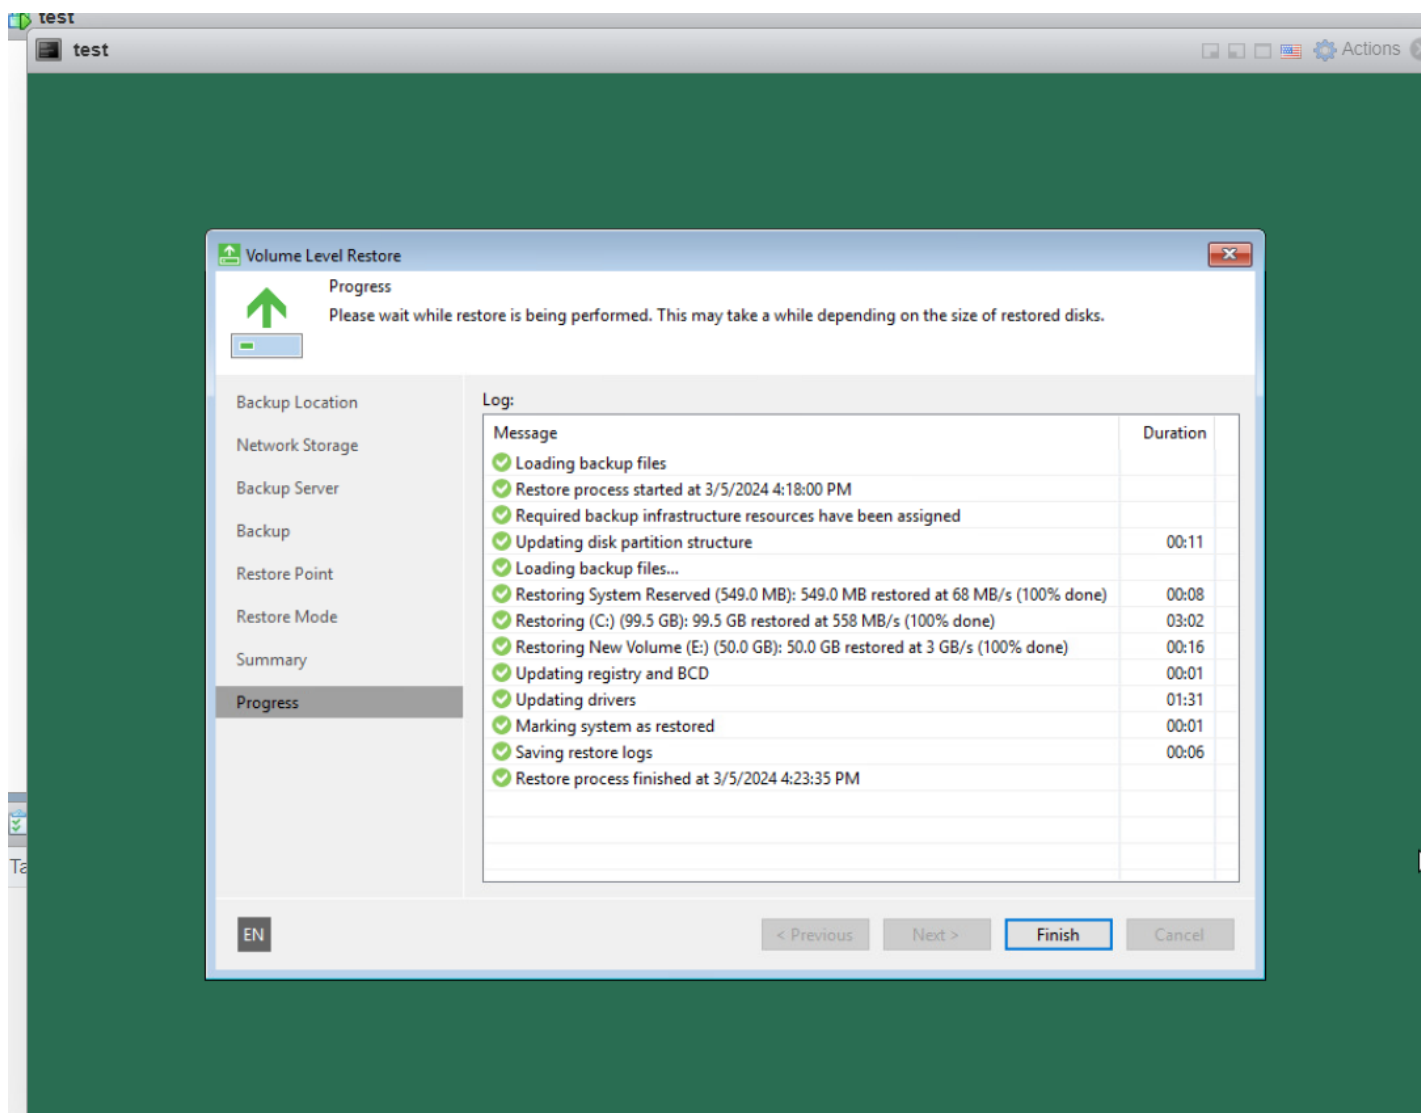 test
test
Actions
Volume Level Restore
Progress
Please wait while restore is being performed. This may take a while depending on the size of restored disks.
Backup Location
Network Storage
Backup Server
Backup
Restore Point
Restore Mode
Summary
Progress
Log:
Message Duration
Loading backup files
Restore process started at 3/5/2024 4:18:00 PM
Required backup infrastructure resources have been assigned
Updating disk partition structure 00:11
Loading backup files...
Restoring System Reserved (549.0 MB): 549.0 MB restored at 68 MB/s (100% done) 00:08
Restoring (C:) (99.5 GB): 99.5 GB restored at 558 MB/s (100% done) 03:02
Restoring New Volume (E:) (50.0 GB): 50.0 GB restored at 3 GB/s (100% done) 00:16
Updating registry and BCD 00:01
Updating drivers 01:31
Marking system as restored 00:01
Saving restore logs 00:06
Restore process finished at 3/5/2024 4:23:35 PM
Ta
EN
< Previous Next > Finish Cancel